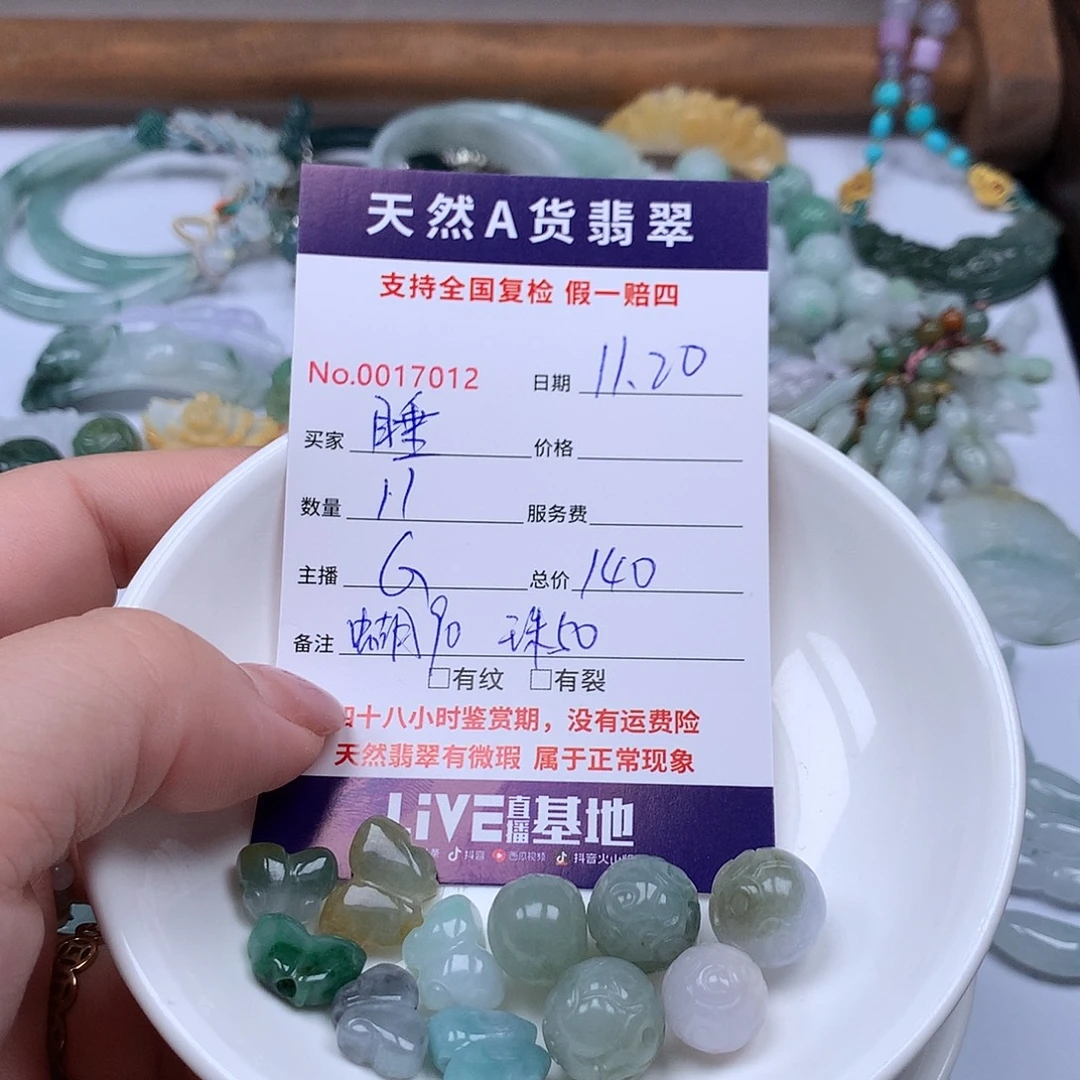 天然A货翡翠
支持全国复检 假一赔四
No.0017012 日期 11.20
买家 睡 价格
数量 11 服务费
主播 G 总价 140
备注 蝴90 珠50
□有纹 □有裂
四十八小时鉴赏期，没有运费险
天然翡翠有微瑕 属于正常现象
LiVE直播基地
抖音 西瓜视频 抖音火山